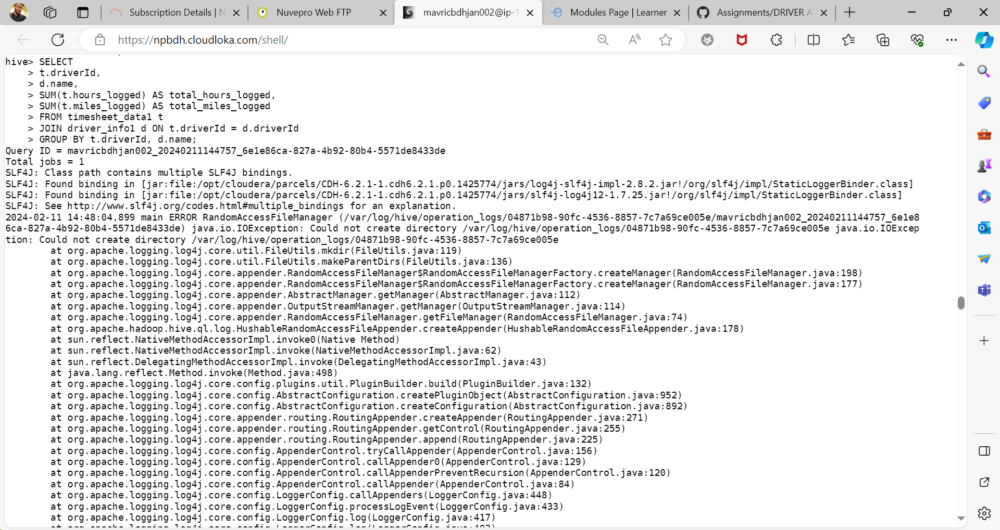 Subscription Details | N
Nuvepro Web FTP
mavricbdhjan002@ip-1
Modules Page | Learner
Assignments/DRIVER A
https://npbdh.cloudloka.com/shell/
hive> SELECT
> t.driverId,
> d.name,
> SUM(t.hours_logged) AS total_hours_logged,
> SUM(t.miles_logged) AS total_miles_logged
> FROM timesheet_data1 t
> JOIN driver_info1 d ON t.driverId = d.driverId
> GROUP BY t.driverId, d.name;
Query ID = mavricbdhjan002_20240211144757_6e1e86ca-827a-4b92-80b4-5571de8433de
Total jobs = 1
SLF4J: Class path contains multiple SLF4J bindings.
SLF4J: Found binding in [jar:file:/opt/cloudera/parcels/CDH-6.2.1-1.cdh6.2.1.p0.1425774/jars/log4j-slf4j-impl-2.8.2.jar!/org/slf4j/impl/StaticLoggerBinder.class]
SLF4J: Found binding in [jar:file:/opt/cloudera/parcels/CDH-6.2.1-1.cdh6.2.1.p0.1425774/jars/slf4j-log4j12-1.7.25.jar!/org/slf4j/impl/StaticLoggerBinder.class]
SLF4J: See http://www.slf4j.org/codes.html#multiple_bindings for an explanation.
2024-02-11 14:48:04,899 main ERROR RandomAccessFileManager (/var/log/hive/operation_logs/04871b98-90fc-4536-8857-7c7a69ce005e/mavricbdhjan002_20240211144757_6e1e8
6ca-827a-4b92-80b4-5571de8433de) java.io.IOException: Could not create directory /var/log/hive/operation_logs/04871b98-90fc-4536-8857-7c7a69ce005e java.io.IOExcep
tion: Could not create directory /var/log/hive/operation_logs/04871b98-90fc-4536-8857-7c7a69ce005e
at org.apache.logging.log4j.core.util.FileUtils.mkdir(FileUtils.java:119)
at org.apache.logging.log4j.core.util.FileUtils.makeParentDirs(FileUtils.java:136)
at org.apache.logging.log4j.core.appender.RandomAccessFileManager$RandomAccessFileManagerFactory.createManager(RandomAccessFileManager.java:198)
at org.apache.logging.log4j.core.appender.RandomAccessFileManager$RandomAccessFileManagerFactory.createManager(RandomAccessFileManager.java:177)
at org.apache.logging.log4j.core.appender.AbstractManager.getManager(AbstractManager.java:112)
at org.apache.logging.log4j.core.appender.OutputStreamManager.getManager(OutputStreamManager.java:114)
at org.apache.logging.log4j.core.appender.RandomAccessFileManager.getFileManager(RandomAccessFileManager.java:74)
at org.apache.hadoop.hive.ql.log.HushableRandomAccessFileAppender.createAppender(HushableRandomAccessFileAppender.java:178)
at sun.reflect.NativeMethodAccessorImpl.invoke0(Native Method)
at sun.reflect.NativeMethodAccessorImpl.invoke(NativeMethodAccessorImpl.java:62)
at sun.reflect.DelegatingMethodAccessorImpl.invoke(DelegatingMethodAccessorImpl.java:43)
at java.lang.reflect.Method.invoke(Method.java:498)
at org.apache.logging.log4j.core.config.plugins.util.PluginBuilder.build(PluginBuilder.java:132)
at org.apache.logging.log4j.core.config.AbstractConfiguration.createPluginObject(AbstractConfiguration.java:952)
at org.apache.logging.log4j.core.config.AbstractConfiguration.createConfiguration(AbstractConfiguration.java:892)
at org.apache.logging.log4j.core.appender.routing.RoutingAppender.createAppender(RoutingAppender.java:271)
at org.apache.logging.log4j.core.appender.routing.RoutingAppender.getControl(RoutingAppender.java:255)
at org.apache.logging.log4j.core.appender.routing.RoutingAppender.append(RoutingAppender.java:225)
at org.apache.logging.log4j.core.config.AppenderControl.tryCallAppender(AppenderControl.java:156)
at org.apache.logging.log4j.core.config.AppenderControl.callAppender0(AppenderControl.java:129)
at org.apache.logging.log4j.core.config.AppenderControl.callAppenderPreventRecursion(AppenderControl.java:120)
at org.apache.logging.log4j.core.config.AppenderControl.callAppender(AppenderControl.java:84)
at org.apache.logging.log4j.core.config.LoggerConfig.callAppenders(LoggerConfig.java:448)
at org.apache.logging.log4j.core.config.LoggerConfig.processLogEvent(LoggerConfig.java:433)
at org.apache.logging.log4j.core.config.LoggerConfig.log(LoggerConfig.java:417)